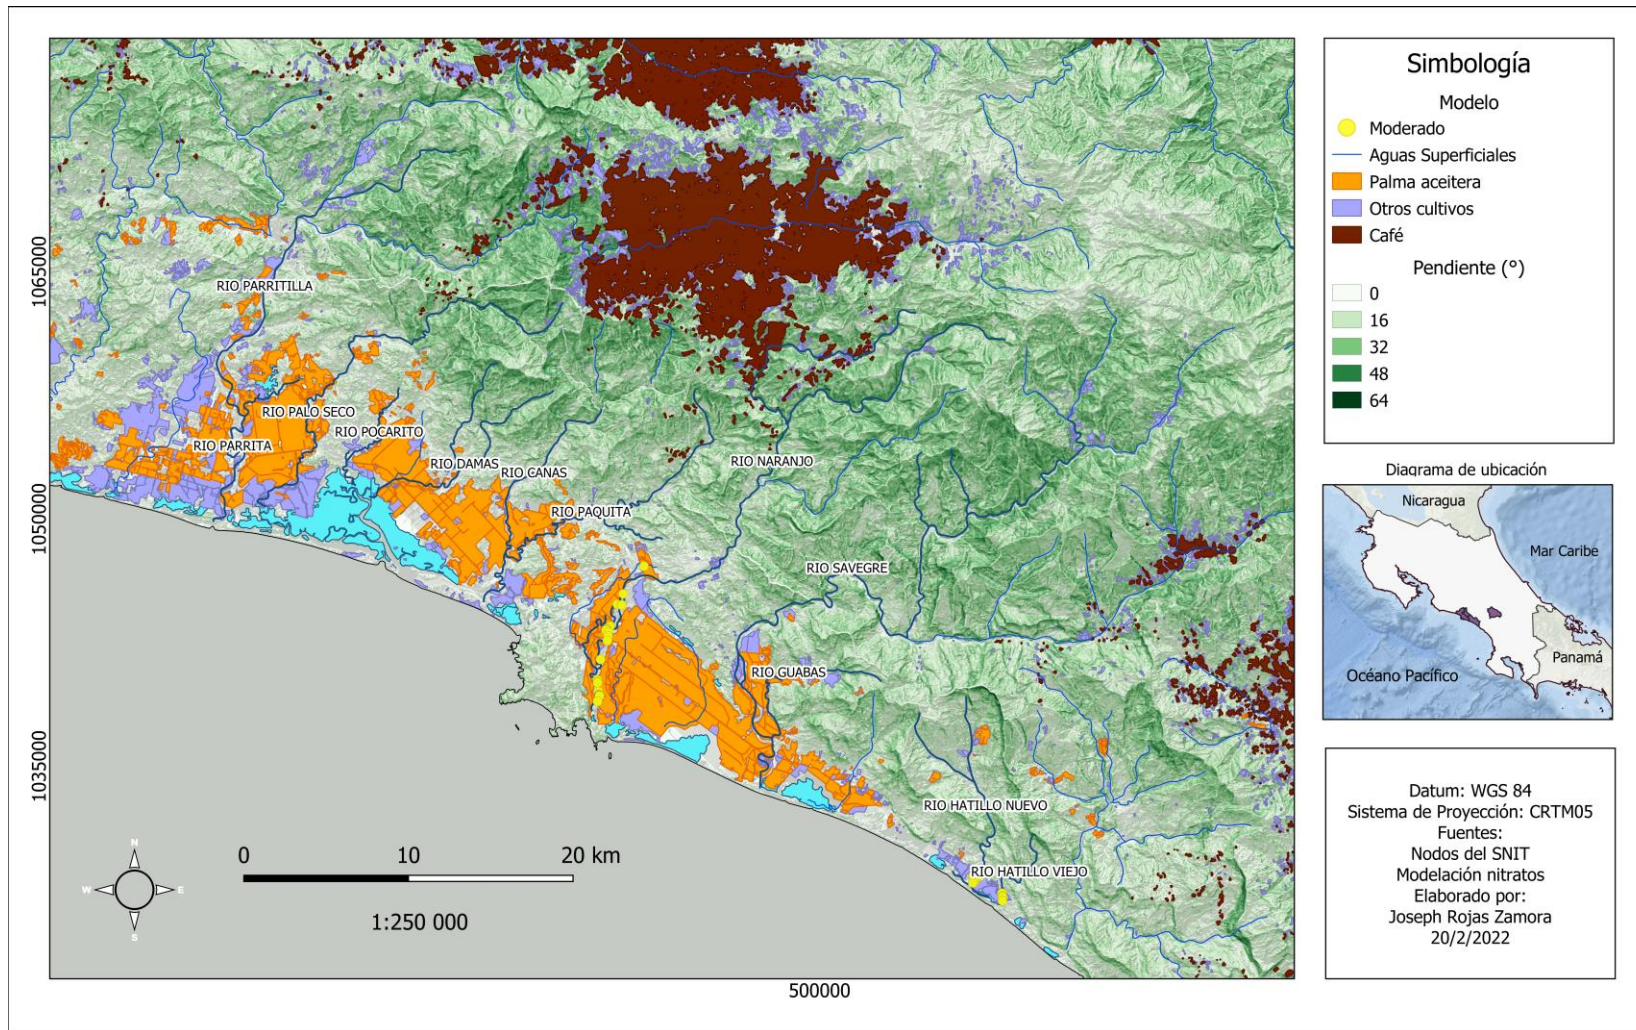 Simbología
Modelo
Moderado
Aguas Superficiales
Palma aceitera
Otros cultivos
Café
Pendiente (°)
0
16
32
48
64
Diagrama de ubicación
Nicaragua
Mar Caribe
Panamá
Océano Pacífico
Datum: WGS 84
Sistema de Proyección: CRTM05
Fuentes:
Nodos del SNIT
Modelación nitratos
Elaborado por:
Joseph Rojas Zamora
20/2/2022
1065000
1050000
1035000
500000
RIO PARRITILLA
RIO PALO SECO
RIO POCARITO
RIO PARRITA
RIO DAMAS
RIO CANAS
RIO NARANJO
RIO PAQUITA
RIO SAVEGRE
RIO GUABAS
RIO HATILLO NUEVO
RIO HATILLO VIEJO
N
W
E
S
0 10 20 km
1:250 000